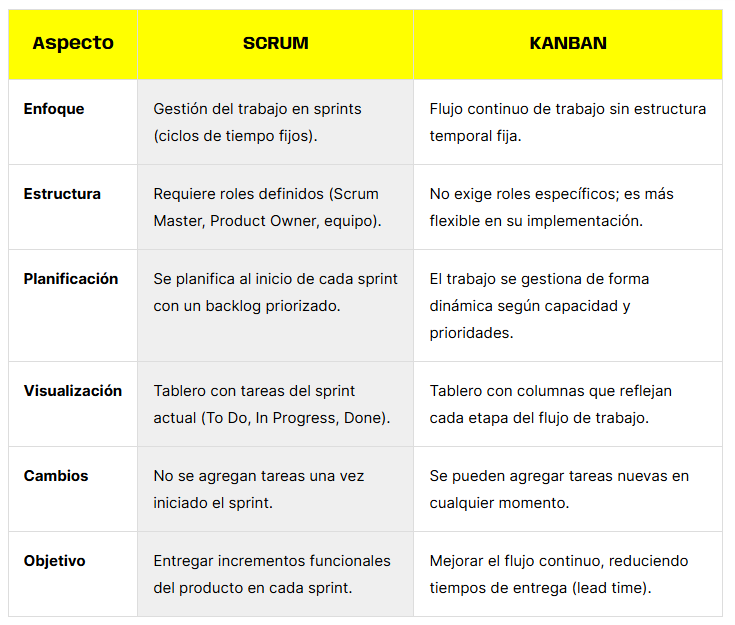 Aspecto SCRUM KANBAN
Enfoque
Gestión del trabajo en sprints
(ciclos de tiempo fijos).
Flujo continuo de trabajo sin estructura
temporal fija.
Estructura
Requiere roles definidos (Scrum
Master, Product Owner, equipo).
No exige roles específicos; es más
flexible en su implementación.
Planificación
Se planifica al inicio de cada sprint
con un backlog priorizado.
El trabajo se gestiona de forma
dinámica según capacidad y
prioridades.
Visualización
Tablero con tareas del sprint
actual (To Do, In Progress, Done).
Tablero con columnas que reflejan
cada etapa del flujo de trabajo.
Cambios
No se agregan tareas una vez
iniciado el sprint.
Se pueden agregar tareas nuevas en
cualquier momento.
Objetivo
Entregar incrementos funcionales
del producto en cada sprint.
Mejorar el flujo continuo, reduciendo
tiempos de entrega (lead time).